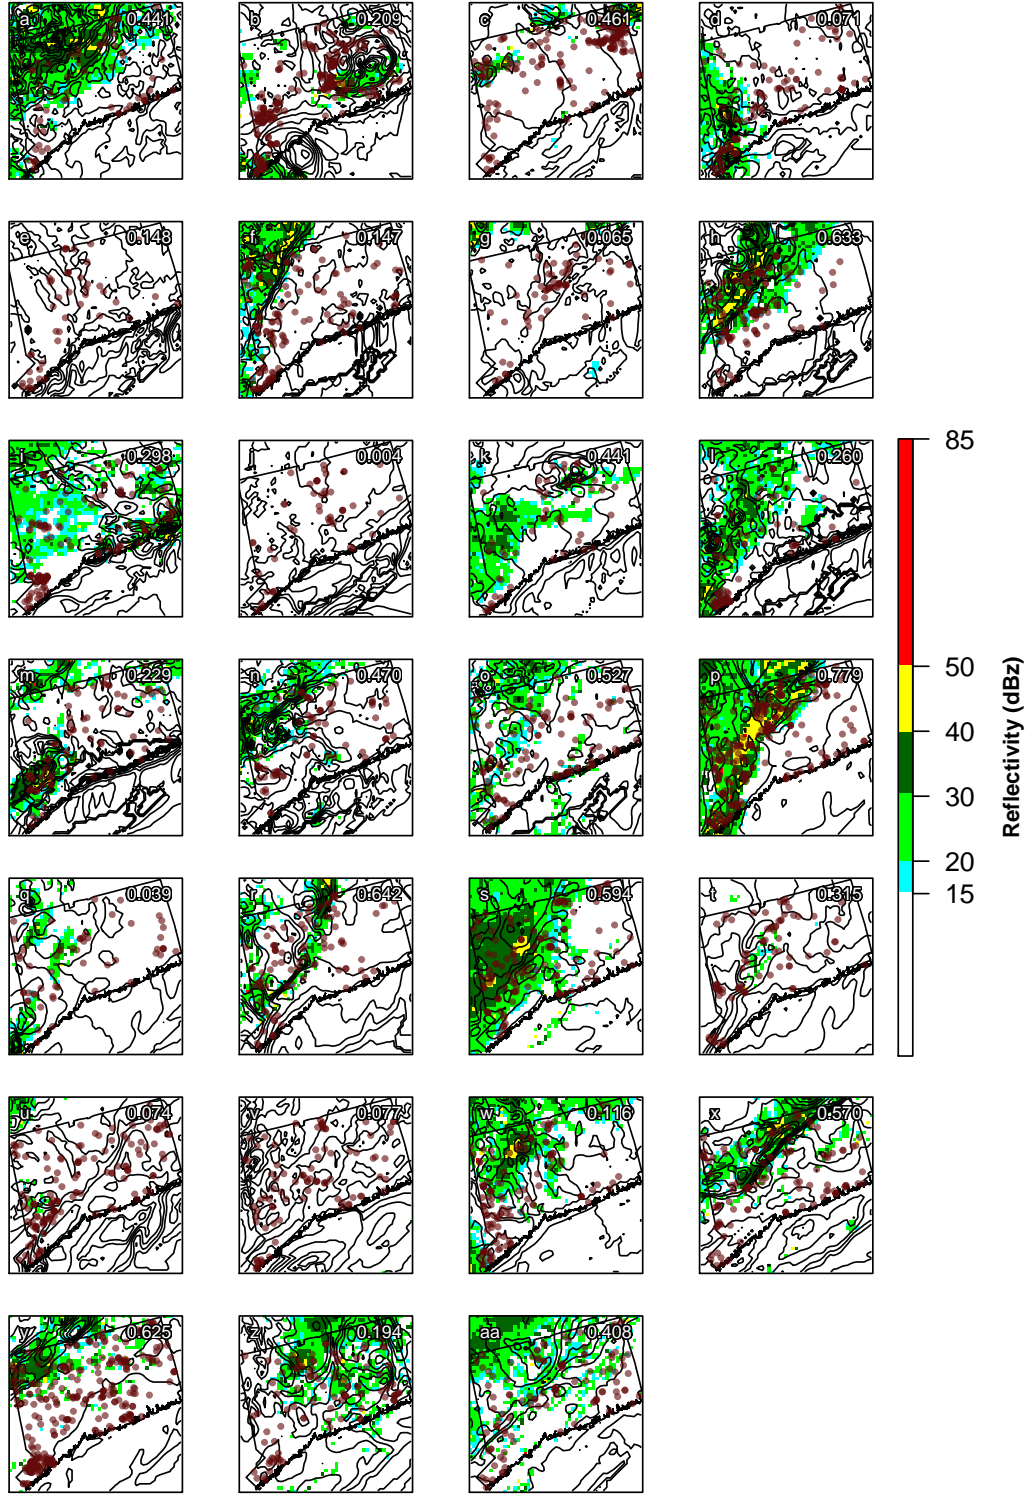 a 0.441
b 0.209
c 0.461
d 0.071
e 0.148
f 0.147
g 0.065
h 0.633
i 0.298
j 0.004
k 0.441
l 0.260
m 0.229
n 0.470
o 0.527
p 0.779
q 0.039
r 0.642
s 0.594
t 0.315
u 0.074
v 0.077
w 0.116
x 0.570
y 0.625
z 0.194
aa 0.408
85
50
40
30
20
15
Reflectivity (dBz)